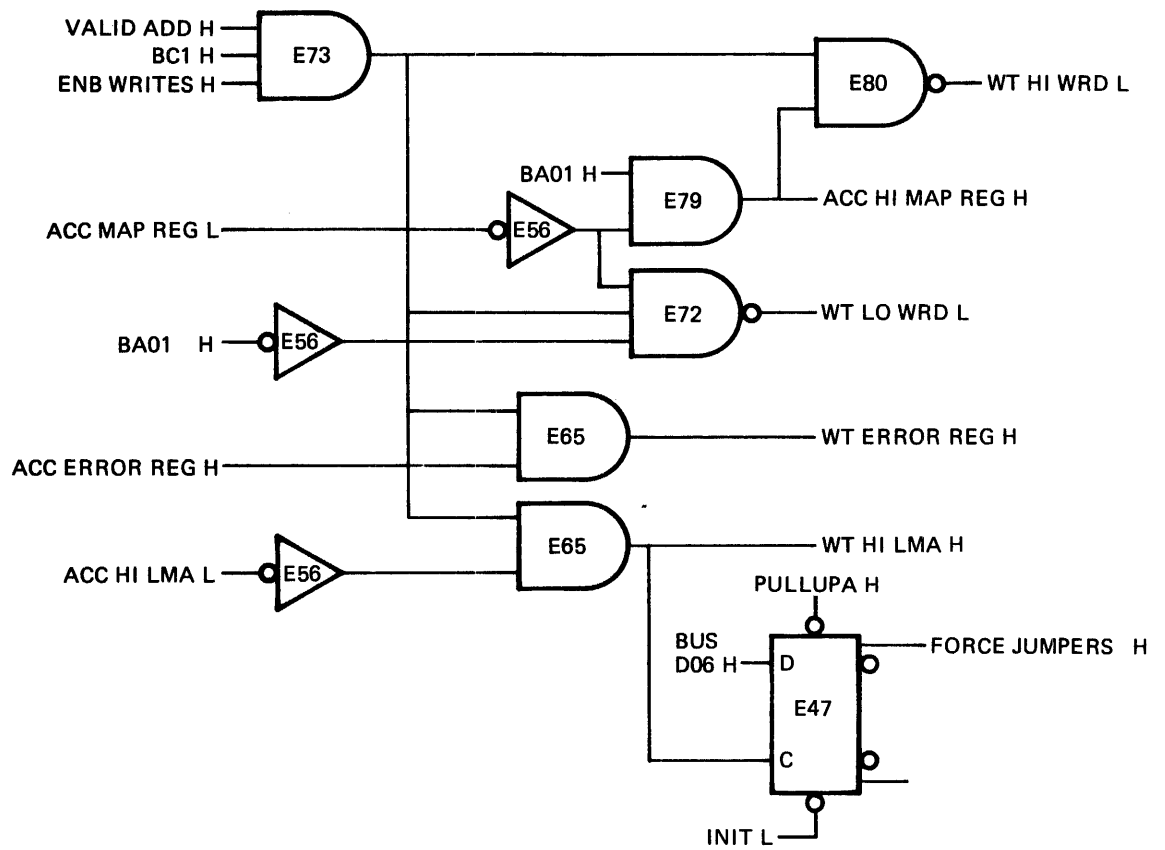 VALID ADD H
BC1 H
ENB WRITES H
E73
E80
WT HI WRD L
BA01 H
E79
ACC HI MAP REG H
ACC MAP REG L
E56
E72
WT LO WRD L
BA01 H
E56
E65
WT ERROR REG H
ACC ERROR REG H
E65
WT HI LMA H
ACC HI LMA L
E56
PULLUPA H
BUS
D06 H
D
FORCE JUMPERS H
E47
C
INIT L